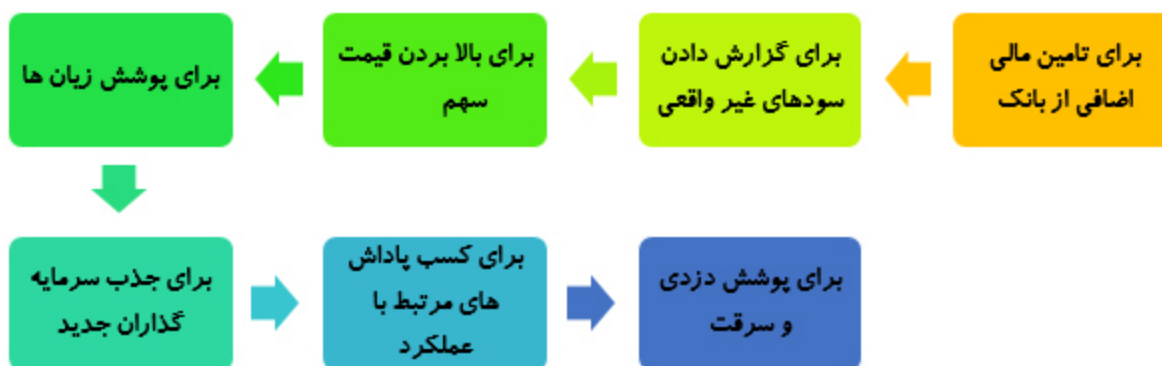 برای تامین مالی
اضافی از بانک
برای گزارش دادن
سودهای غیر واقعی
برای بالا بردن قیمت
سهم
برای پوشش زیان ها
برای جذب سرمایه
گذاران جدید
برای کسب پاداش
های مرتبط با
عملکرد
برای پوشش دزدی
و سرقت